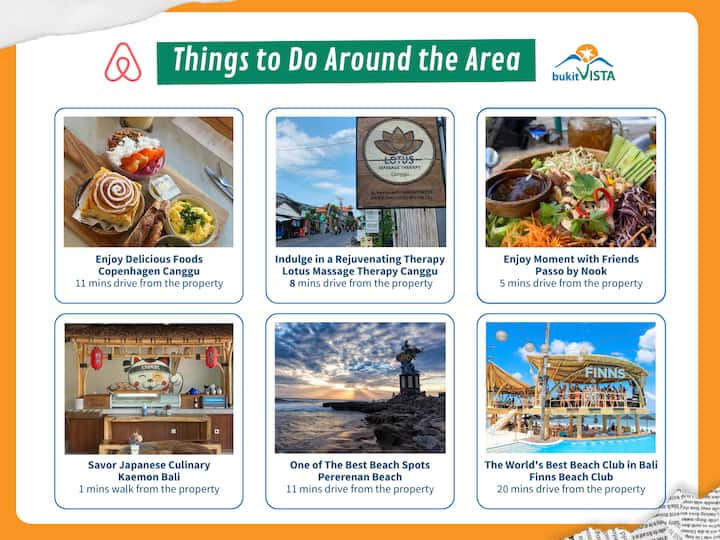 Things to Do Around the Area
bukitVISTA
LOTUS
MASSAGE THERAPY
Canggu
Enjoy Delicious Foods
Copenhagen Canggu
11 mins drive from the property
Indulge in a Rejuvenating Therapy
Lotus Massage Therapy Canggu
8 mins drive from the property
Enjoy Moment with Friends
Passo by Nook
5 mins drive from the property
FINNS
Savor Japanese Culinary
Kaemon Bali
1 mins walk from the property
One of The Best Beach Spots
Pererenan Beach
11 mins drive from the property
The World's Best Beach Club in Bali
Finns Beach Club
20 mins drive from the property